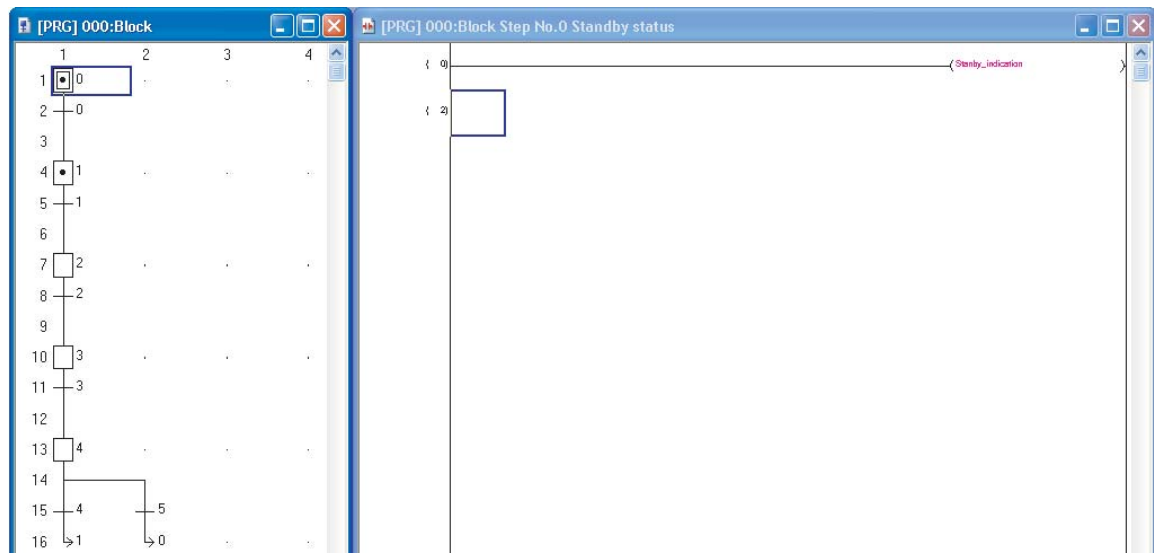 [PRG] 000:Block
1 2 3 4
1 0
2 0
3
4 1
5 1
6
7 2
8 2
9
10 3
11 3
12
13 4
14
15 4 5
16 1 0
[PRG] 000:Block Step No.0 Standby status
( 0) ( Stanby_indication )
( 2)